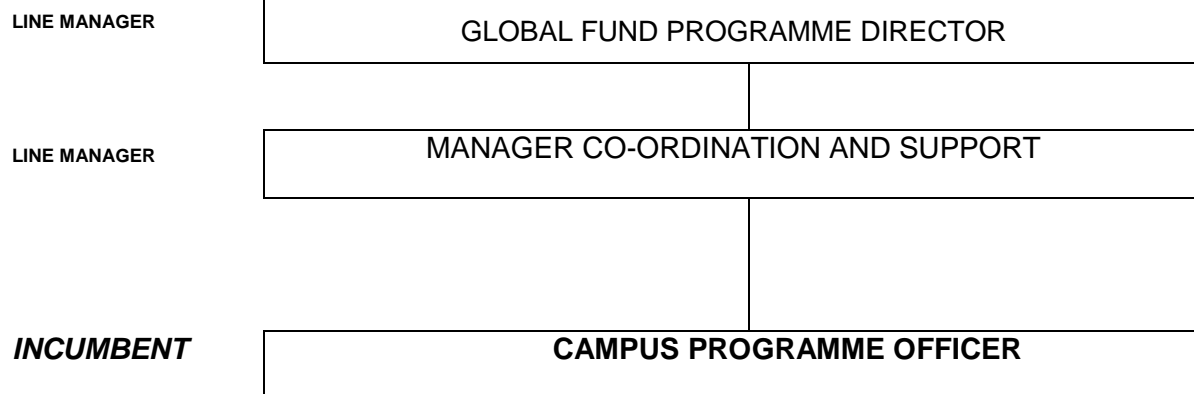 LINE MANAGER GLOBAL FUND PROGRAMME DIRECTOR
LINE MANAGER MANAGER CO-ORDINATION AND SUPPORT
INCUMBENT CAMPUS PROGRAMME OFFICER